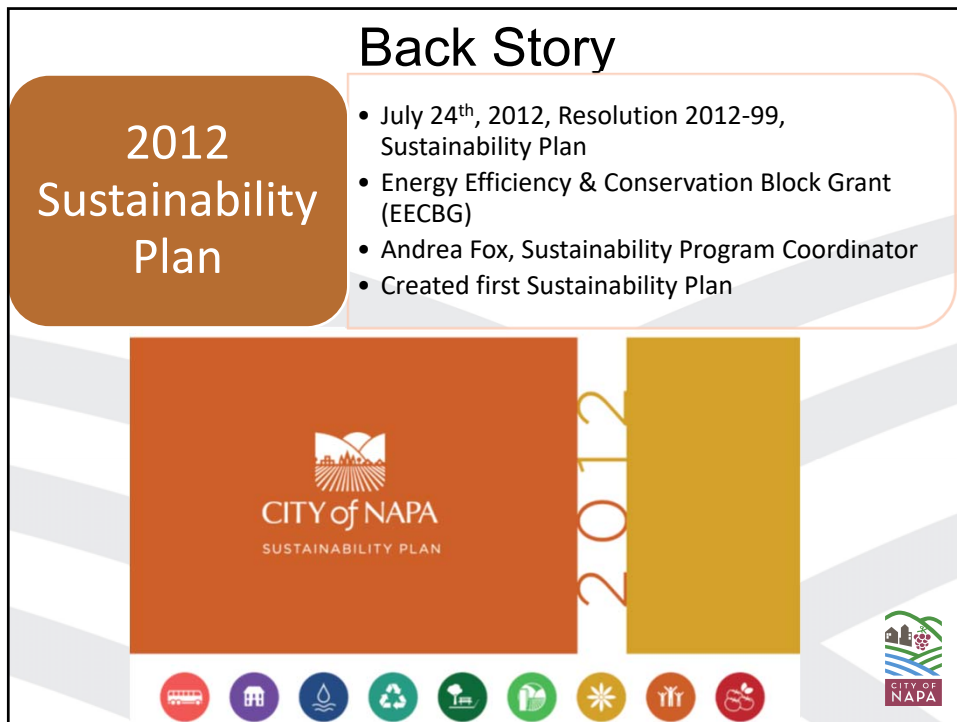 Back Story
2012
Sustainability
Plan
• July 24th, 2012, Resolution 2012-99,
Sustainability Plan
• Energy Efficiency & Conservation Block Grant
(EECBG)
• Andrea Fox, Sustainability Program Coordinator
• Created first Sustainability Plan
CITY of NAPA
SUSTAINABILITY PLAN
2012
CITY OF
NAPA